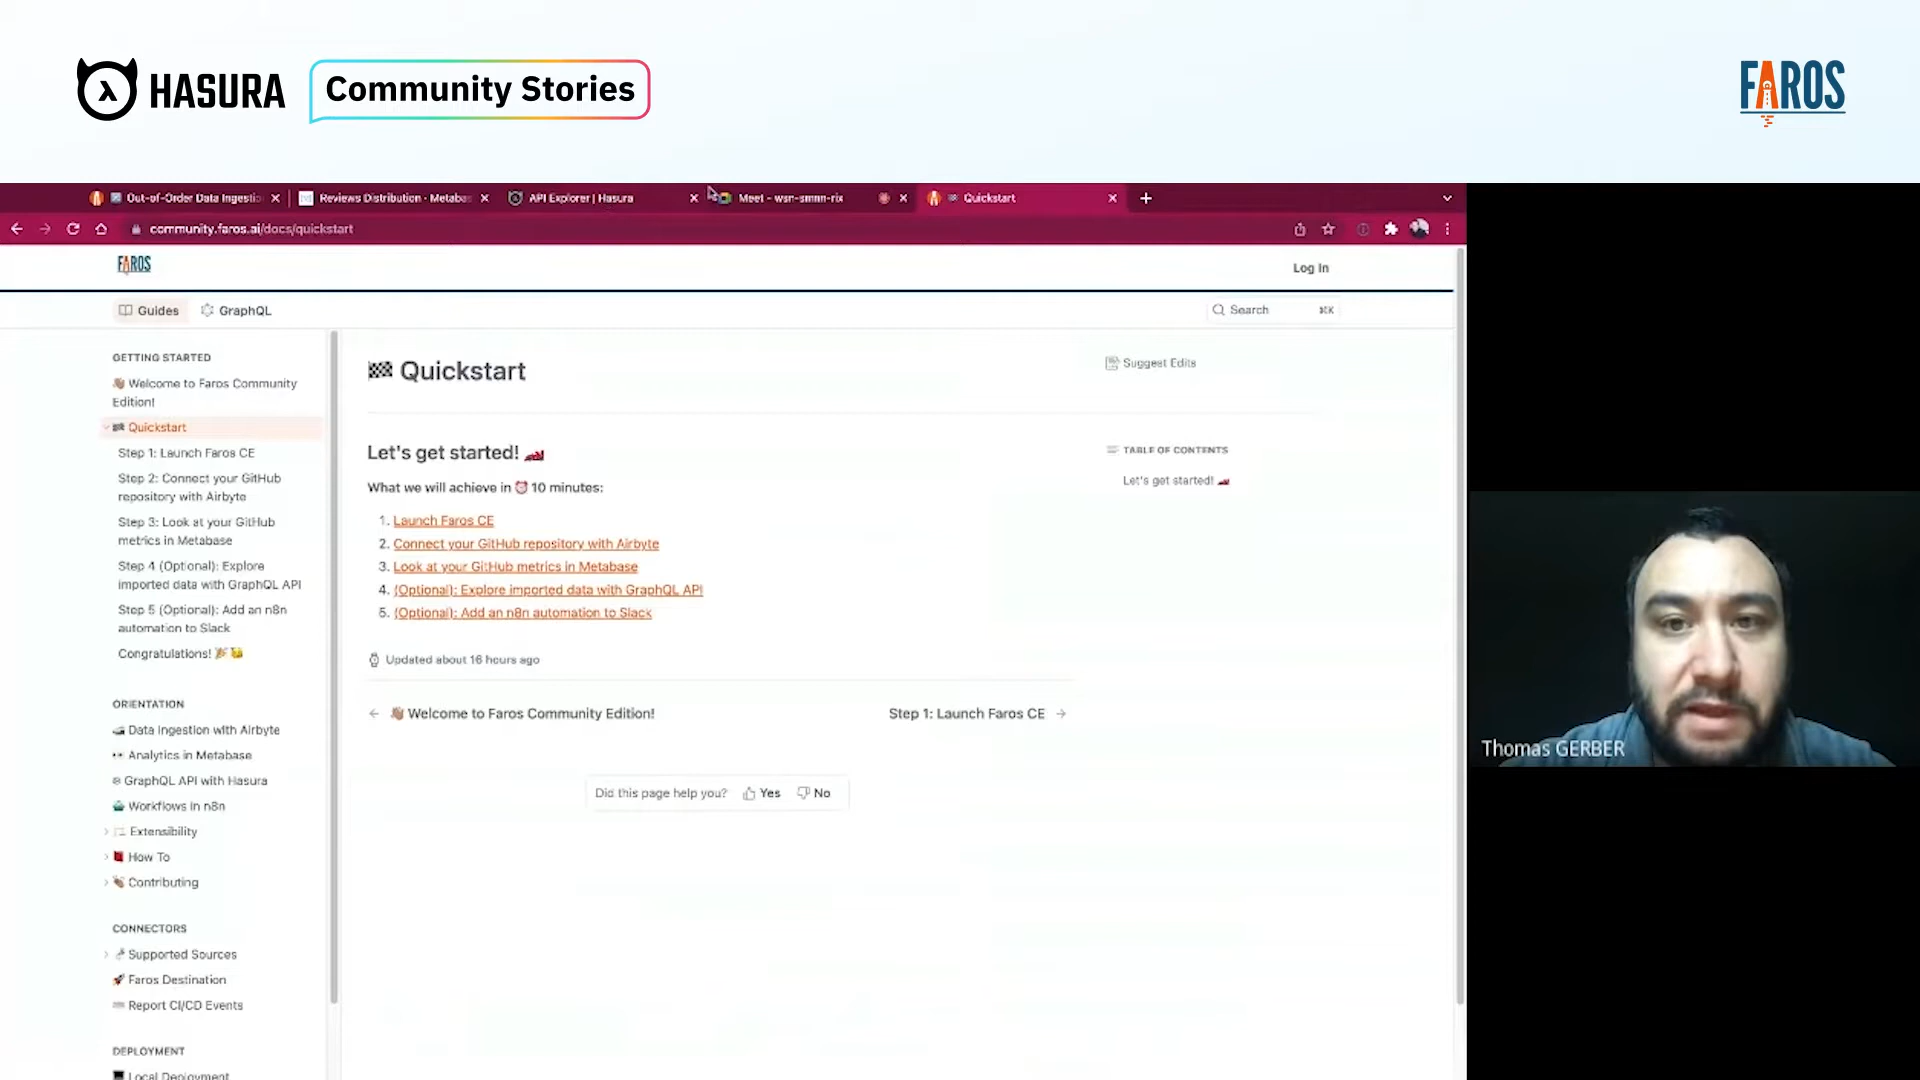 HASURA
Community Stories
FAROS
Out-of-Order Data Ingestio
Reviews Distribution · Metabas
API Explorer | Hasura
Meet - wsn-smnn-rix
Quickstart
community.faros.ai/docs/quickstart
FAROS
Log In
Guides
GraphQL
Search
⌘K
GETTING STARTED
Welcome to Faros Community
Edition!
Quickstart
Step 1: Launch Faros CE
Step 2: Connect your GitHub
repository with Airbyte
Step 3: Look at your GitHub
metrics in Metabase
Step 4 (Optional): Explore
imported data with GraphQL API
Step 5 (Optional): Add an n8n
automation to Slack
Congratulations!
ORIENTATION
Data Ingestion with Airbyte
Analytics in Metabase
GraphQL API with Hasura
Workflows in n8n
Extensibility
How To
Contributing
CONNECTORS
Supported Sources
Faros Destination
Report CI/CD Events
DEPLOYMENT
Local Deployment
Quickstart
Let's get started!
What we will achieve in 10 minutes:
1. Launch Faros CE
2. Connect your GitHub repository with Airbyte
3. Look at your GitHub metrics in Metabase
4. (Optional): Explore imported data with GraphQL API
5. (Optional): Add an n8n automation to Slack
Updated about 16 hours ago
← Welcome to Faros Community Edition!
Step 1: Launch Faros CE →
Did this page help you? Yes No
Suggest Edits
TABLE OF CONTENTS
Let's get started!
Thomas GERBER